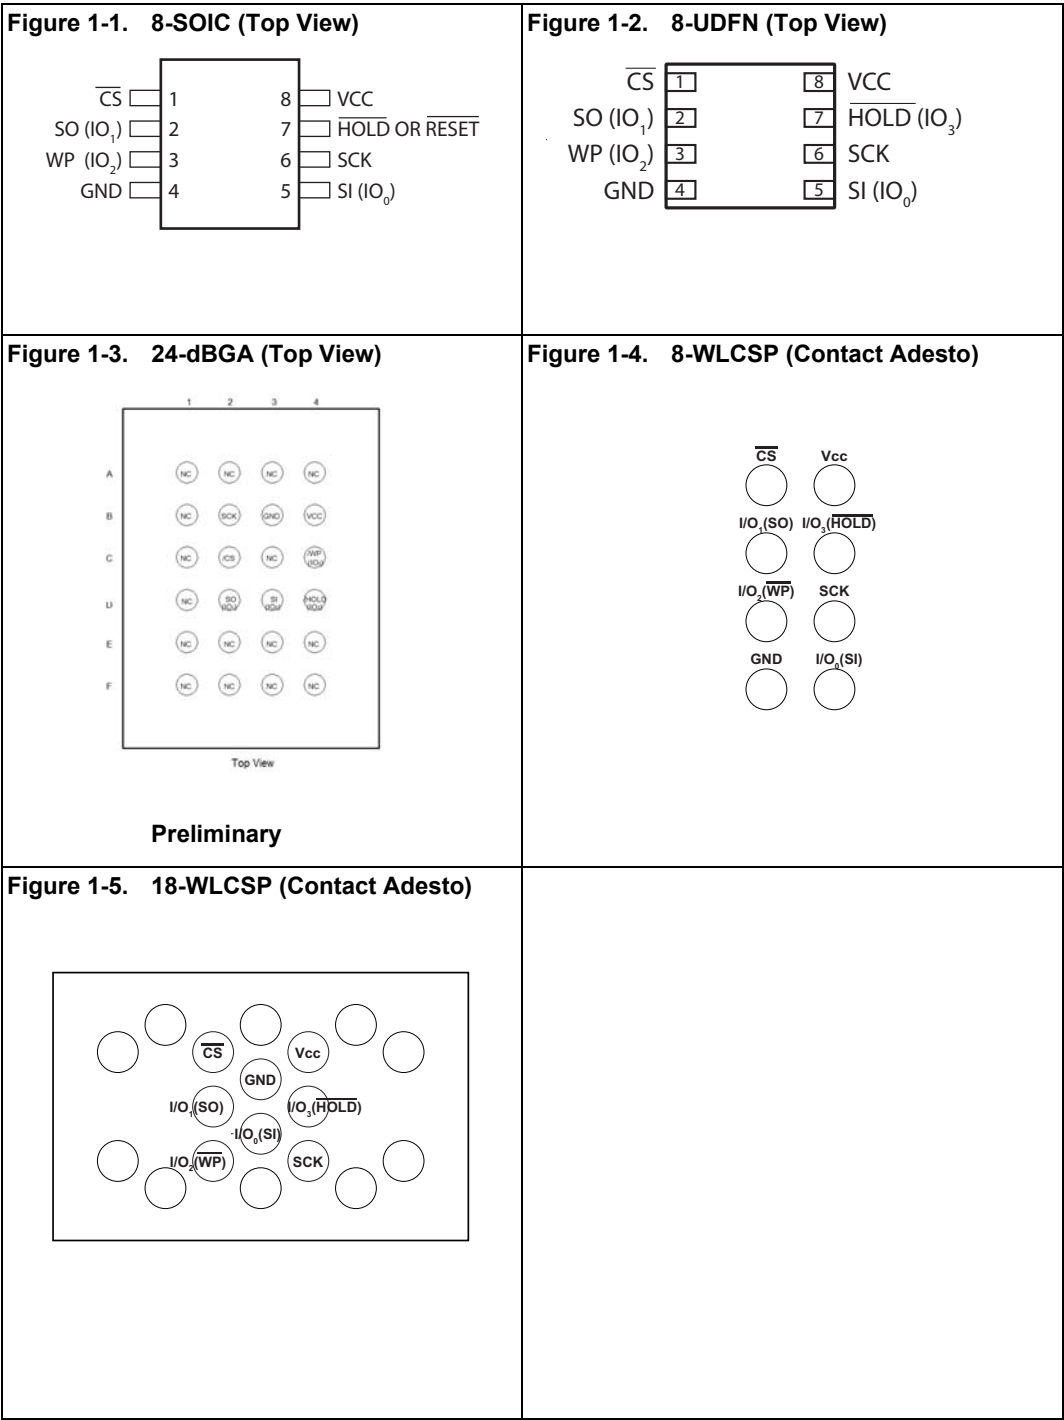 Figure 1-1. 8-SOIC (Top View)
CS 1 8 VCC
SO (IO1) 2 7 HOLD OR RESET
WP (IO2) 3 6 SCK
GND 4 5 SI (IO0)
Figure 1-2. 8-UDFN (Top View)
CS 1 8 VCC
SO (IO1) 2 7 HOLD (IO3)
WP (IO2) 3 6 SCK
GND 4 5 SI (IO0)
Figure 1-3. 24-dBGA (Top View)
1 2 3 4
A NC NC NC NC
B NC SCK GND VCC
C NC /CS NC /WP
D NC SO SI /HOLD
E NC NC NC NC
F NC NC NC NC
Top View
Preliminary
Figure 1-4. 8-WLCSP (Contact Adesto)
CS Vcc
I/O1(SO) I/O3(HOLD)
I/O2(WP) SCK
GND I/O0(SI)
Figure 1-5. 18-WLCSP (Contact Adesto)
CS Vcc
GND
I/O1(SO) I/O3(HOLD)
I/O0(SI)
I/O2(WP) SCK